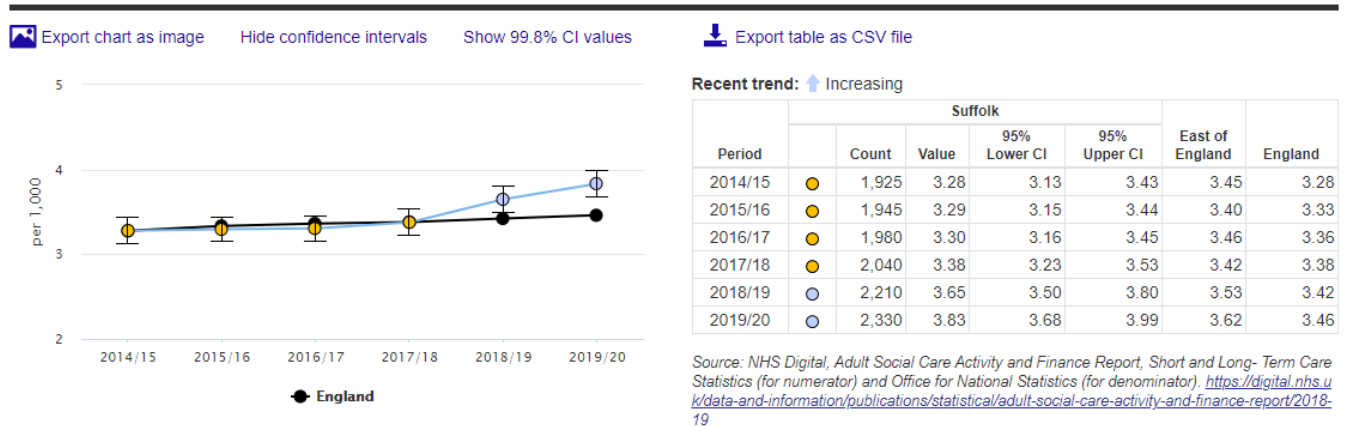 Export chart as image Hide confidence intervals Show 99.8% CI values
5
4
3
2
per 1,000
2014/15 2015/16 2016/17 2017/18 2018/19 2019/20
England
Export table as CSV file
Recent trend: Increasing
Suffolk
Period Count Value 95% Lower CI 95% Upper CI East of England England
2014/15 1,925 3.28 3.13 3.43 3.45 3.28
2015/16 1,945 3.29 3.15 3.44 3.40 3.33
2016/17 1,980 3.30 3.16 3.45 3.46 3.36
2017/18 2,040 3.38 3.23 3.53 3.42 3.38
2018/19 2,210 3.65 3.50 3.80 3.53 3.42
2019/20 2,330 3.83 3.68 3.99 3.62 3.46
Source: NHS Digital, Adult Social Care Activity and Finance Report, Short and Long- Term Care
Statistics (for numerator) and Office for National Statistics (for denominator). https://digital.nhs.u
k/data-and-information/publications/statistical/adult-social-care-activity-and-finance-report/2018-
19